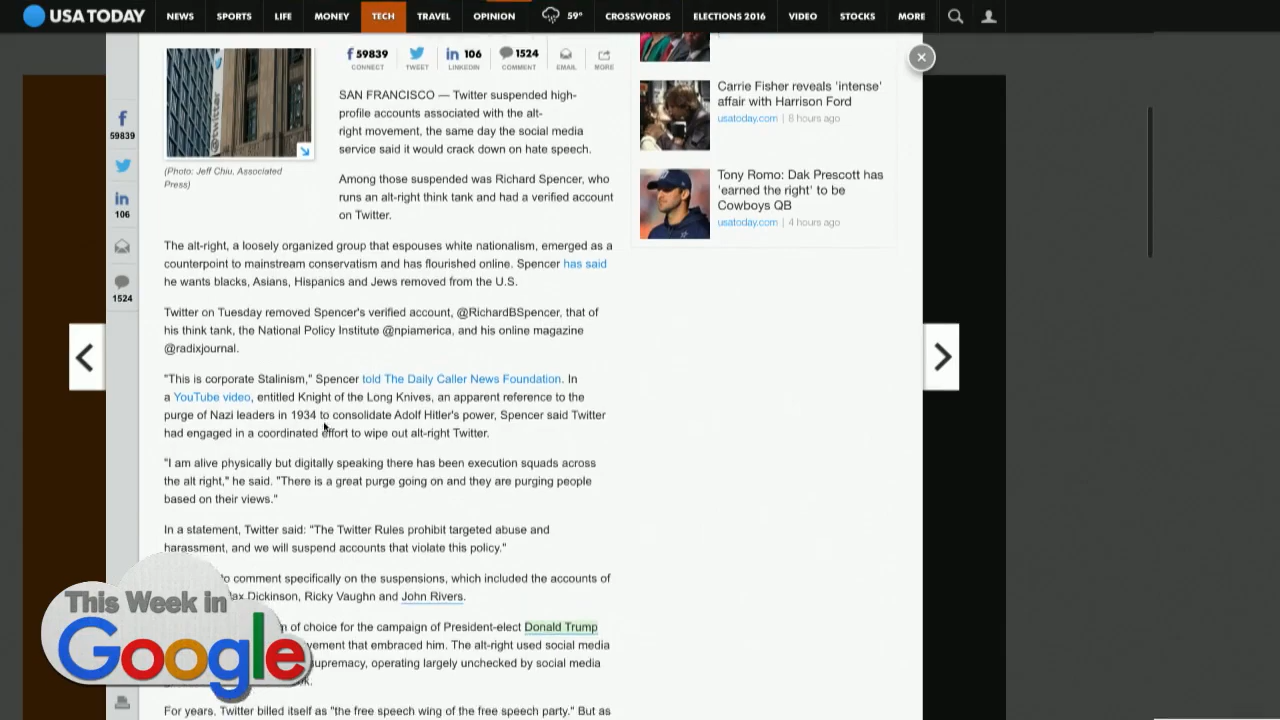 USA TODAY NEWS SPORTS LIFE MONEY TECH TRAVEL OPINION 59° CROSSWORDS ELECTIONS 2016 VIDEO STOCKS MORE
59839
CONNECT
TWEET
106
LINKEDIN
1524
COMMENT
EMAIL
MORE
59839
106
1524
(Photo: Jeff Chiu, Associated
Press)
SAN FRANCISCO — Twitter suspended high-
profile accounts associated with the alt-
right movement, the same day the social media
service said it would crack down on hate speech.
Among those suspended was Richard Spencer, who
runs an alt-right think tank and had a verified account
on Twitter.
The alt-right, a loosely organized group that espouses white nationalism, emerged as a
counterpoint to mainstream conservatism and has flourished online. Spencer has said
he wants blacks, Asians, Hispanics and Jews removed from the U.S.
Twitter on Tuesday removed Spencer's verified account, @RichardBSpencer, that of
his think tank, the National Policy Institute @npiamerica, and his online magazine
@radixjournal.
"This is corporate Stalinism," Spencer told The Daily Caller News Foundation. In
a YouTube video, entitled Knight of the Long Knives, an apparent reference to the
purge of Nazi leaders in 1934 to consolidate Adolf Hitler's power, Spencer said Twitter
had engaged in a coordinated effort to wipe out alt-right Twitter.
"I am alive physically but digitally speaking there has been execution squads across
the alt right," he said. "There is a great purge going on and they are purging people
based on their views."
In a statement, Twitter said: "The Twitter Rules prohibit targeted abuse and
harassment, and we will suspend accounts that violate this policy."
to comment specifically on the suspensions, which included the accounts of
Dickinson, Ricky Vaughn and John Rivers.
of choice for the campaign of President-elect Donald Trump
that embraced him. The alt-right used social media
supremacy, operating largely unchecked by social media
For years, Twitter billed itself as "the free speech wing of the free speech party." But as
Carrie Fisher reveals 'intense'
affair with Harrison Ford
usatoday.com | 8 hours ago
Tony Romo: Dak Prescott has
'earned the right' to be
Cowboys QB
usatoday.com | 4 hours ago
This Week in
Google